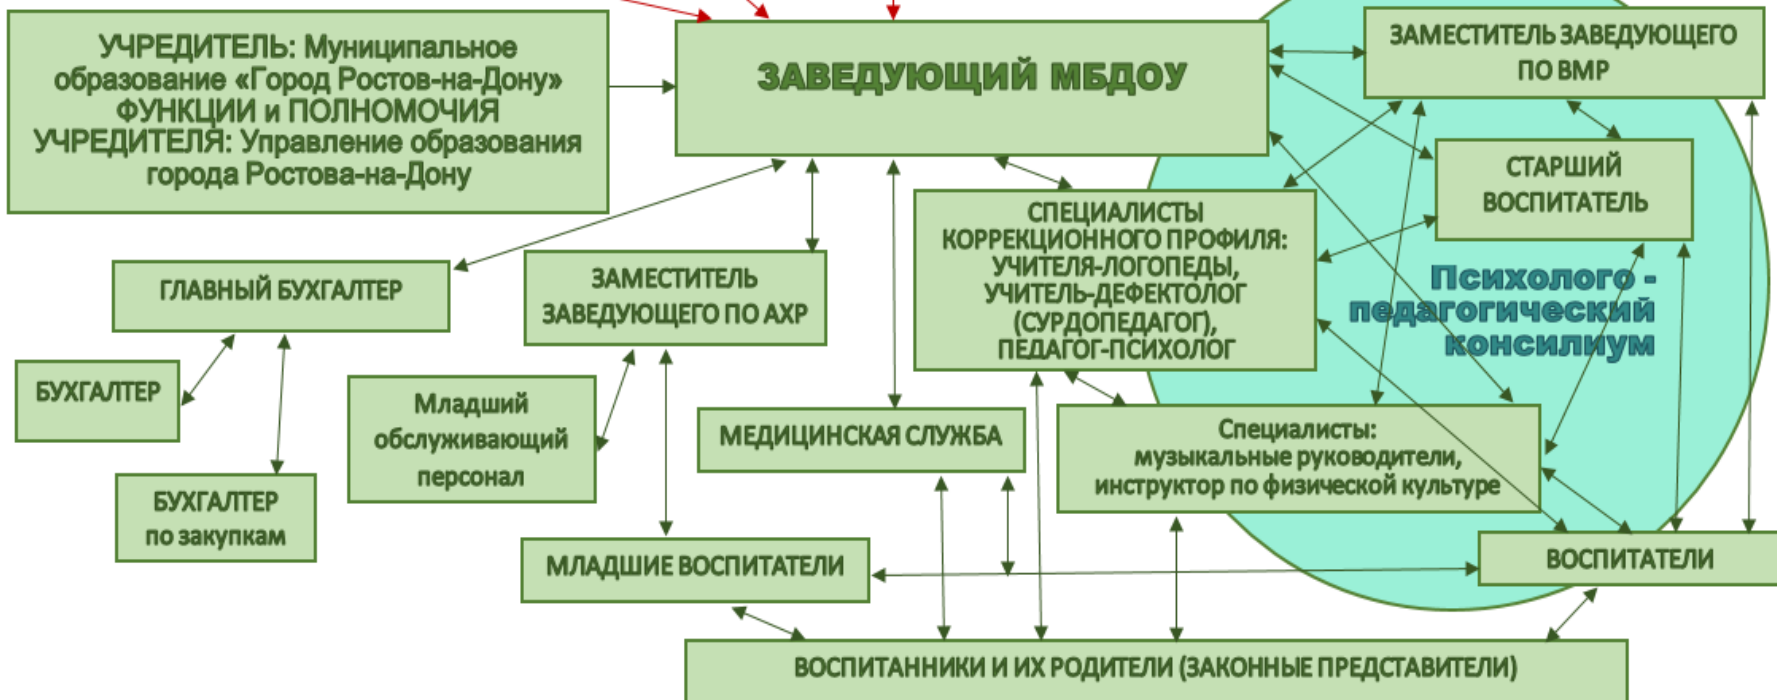 УЧРЕДИТЕЛЬ: Муниципальное
образование «Город Ростов-на-Дону»
ФУНКЦИИ и ПОЛНОМОЧИЯ
УЧРЕДИТЕЛЯ: Управление образования
города Ростова-на-Дону
ЗАВЕДУЮЩИЙ МБДОУ
ЗАМЕСТИТЕЛЬ ЗАВЕДУЮЩЕГО
ПО ВМР
СТАРШИЙ
ВОСПИТАТЕЛЬ
СПЕЦИАЛИСТЫ
КОРРЕКЦИОННОГО ПРОФИЛЯ:
УЧИТЕЛЯ-ЛОГОПЕДЫ,
УЧИТЕЛЬ-ДЕФЕКТОЛОГ
(СУРДОПЕДАГОГ),
ПЕДАГОГ-ПСИХОЛОГ
ГЛАВНЫЙ БУХГАЛТЕР
ЗАМЕСТИТЕЛЬ
ЗАВЕДУЮЩЕГО ПО АХР
Психолого -
педагогический
консилиум
БУХГАЛТЕР
Младший
обслуживающий
персонал
МЕДИЦИНСКАЯ СЛУЖБА
Специалисты:
музыкальные руководители,
инструктор по физической культуре
БУХГАЛТЕР
по закупкам
МЛАДШИЕ ВОСПИТАТЕЛИ
ВОСПИТАТЕЛИ
ВОСПИТАННИКИ И ИХ РОДИТЕЛИ (ЗАКОННЫЕ ПРЕДСТАВИТЕЛИ)